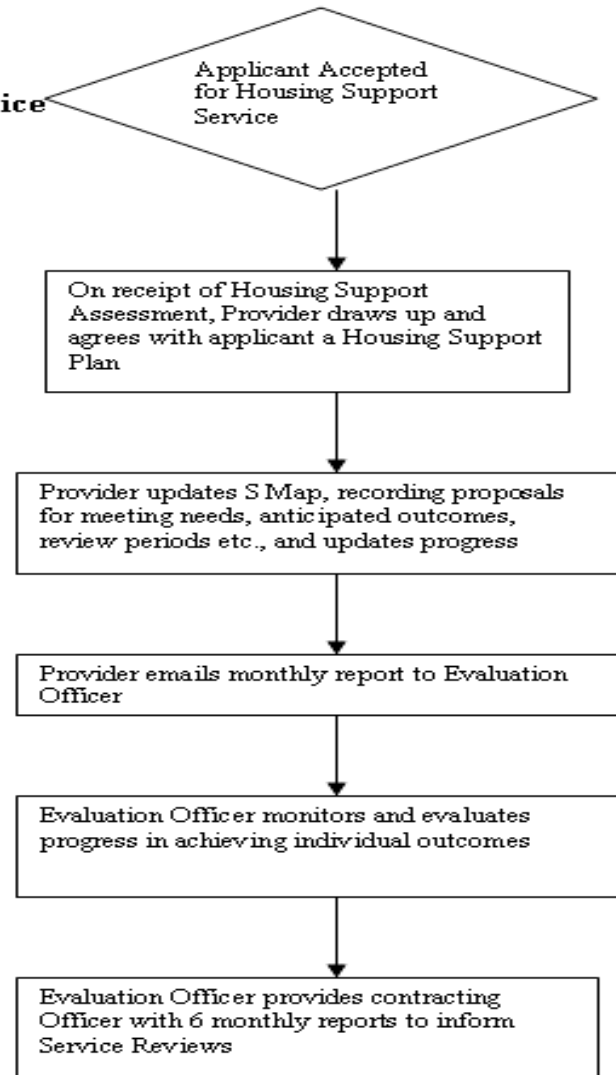 Applicant Accepted
for Housing Support
Service
ice
On receipt of Housing Support
Assessment, Provider draws up and
agrees with applicant a Housing Support
Plan
Provider updates S Map, recording proposals
for meeting needs, anticipated outcomes,
review periods etc., and updates progress
Provider emails monthly report to Evaluation
Officer
Evaluation Officer monitors and evaluates
progress in achieving individual outcomes
Evaluation Officer provides contracting
Officer with 6 monthly reports to inform
Service Reviews